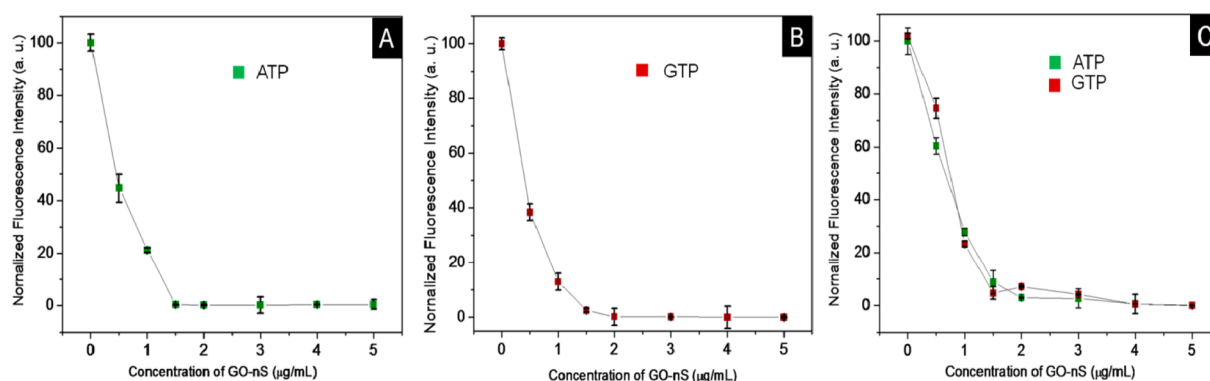 A
ATP
Normalized Fluorescence Intensity (a. u.)
100
80
60
40
20
0
0 1 2 3 4 5
Concentration of GO-nS (µg/mL)
B
GTP
Normalized Fluorescence Intensity (a. u.)
100
80
60
40
20
0
0 1 2 3 4 5
Concentration of GO-nS (µg/mL)
C
ATP
GTP
Normalized Fluorescence Intensity (a. u.)
100
80
60
40
20
0
0 1 2 3 4 5
Concentration of GO-nS (µg/mL)